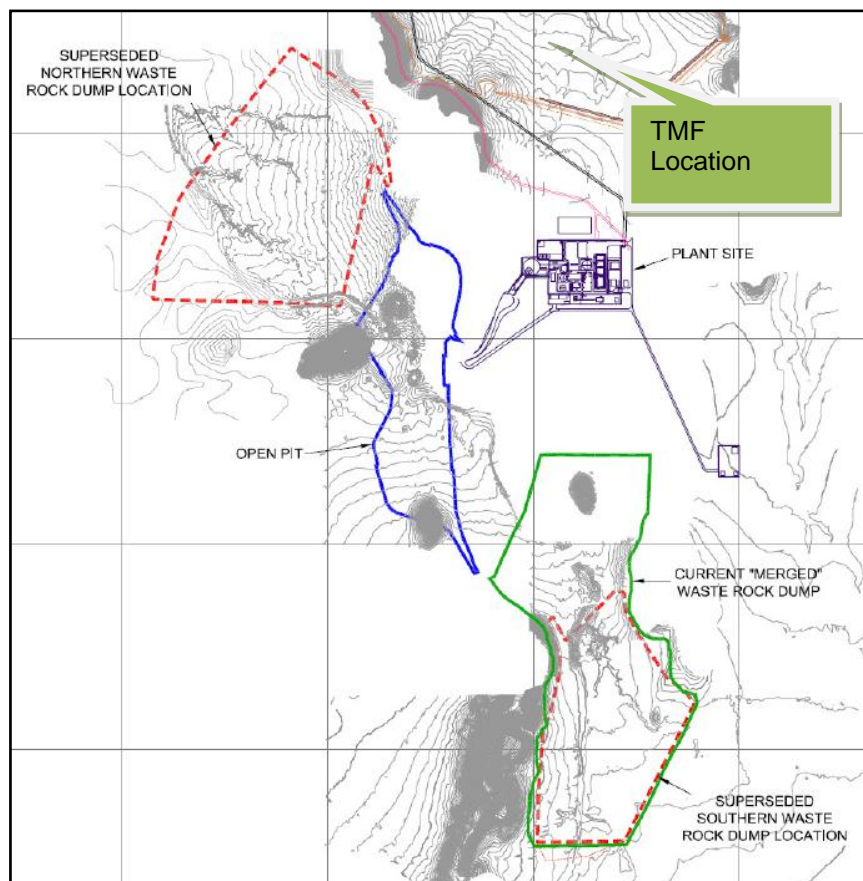 SUPERSEDED
NORTHERN WASTE
ROCK DUMP LOCATION
TMF
Location
PLANT SITE
OPEN PIT
CURRENT "MERGED"
WASTE ROCK DUMP
SUPERSEDED
SOUTHERN WASTE
ROCK DUMP LOCATION